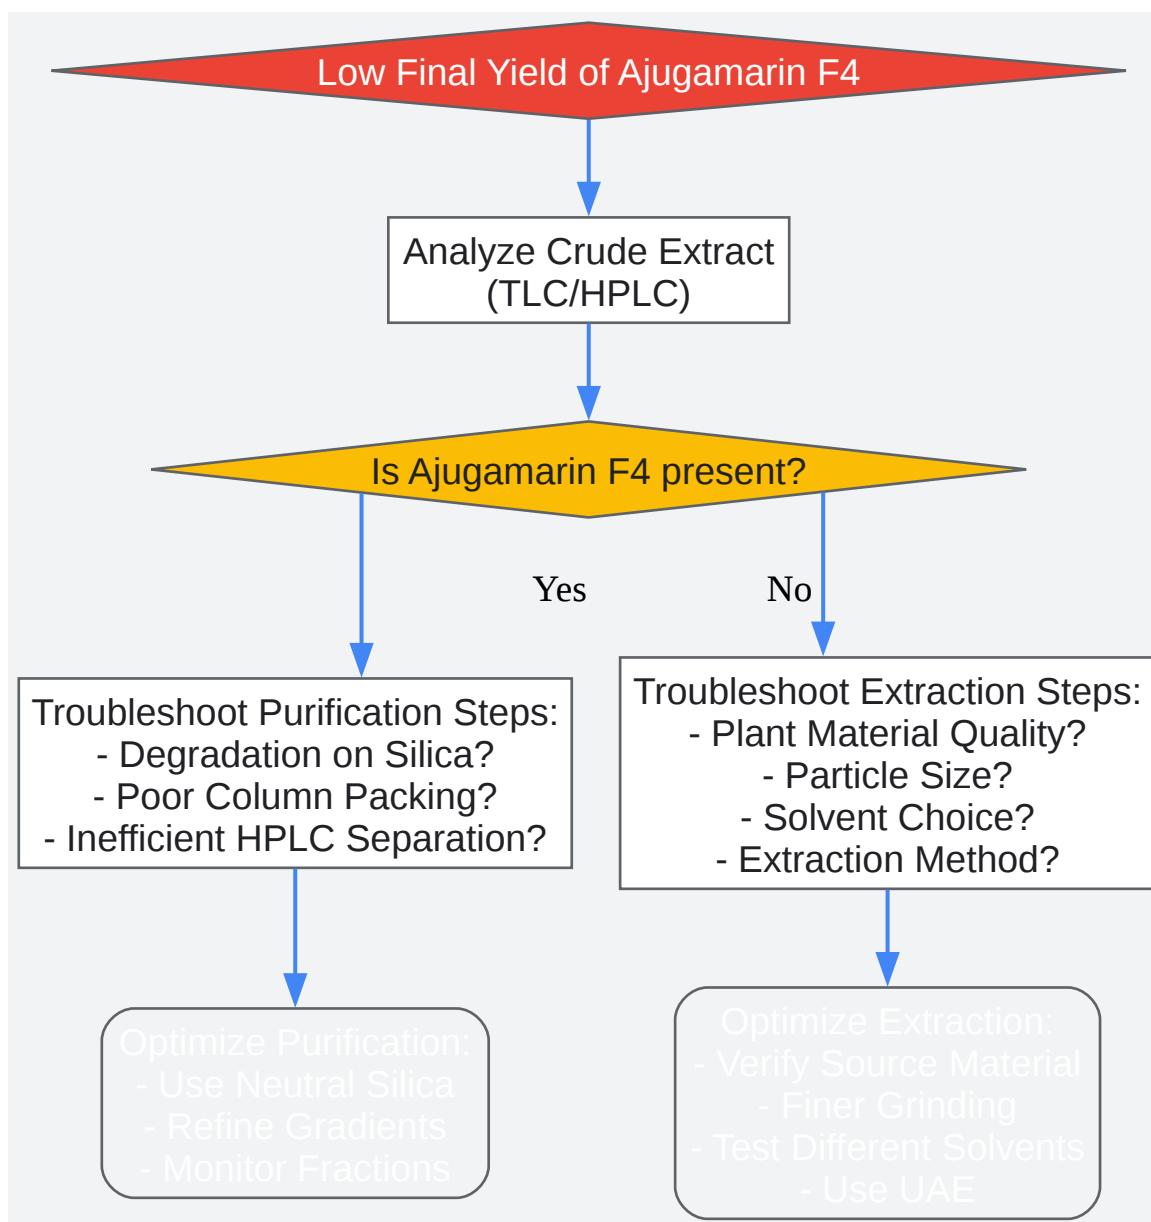 Low Final Yield of Ajugamarin F4
Analyze Crude Extract
(TLC/HPLC)
Is Ajugamarin F4 present?
Yes
No
Troubleshoot Purification Steps:
- Degradation on Silica?
- Poor Column Packing?
- Inefficient HPLC Separation?
Troubleshoot Extraction Steps:
- Plant Material Quality?
- Particle Size?
- Solvent Choice?
- Extraction Method?
Optimize Purification:
- Use Neutral Silica
- Refine Gradients
- Monitor Fractions
Optimize Extraction:
- Verify Source Material
- Finer Grinding
- Test Different Solvents
- Use UAE